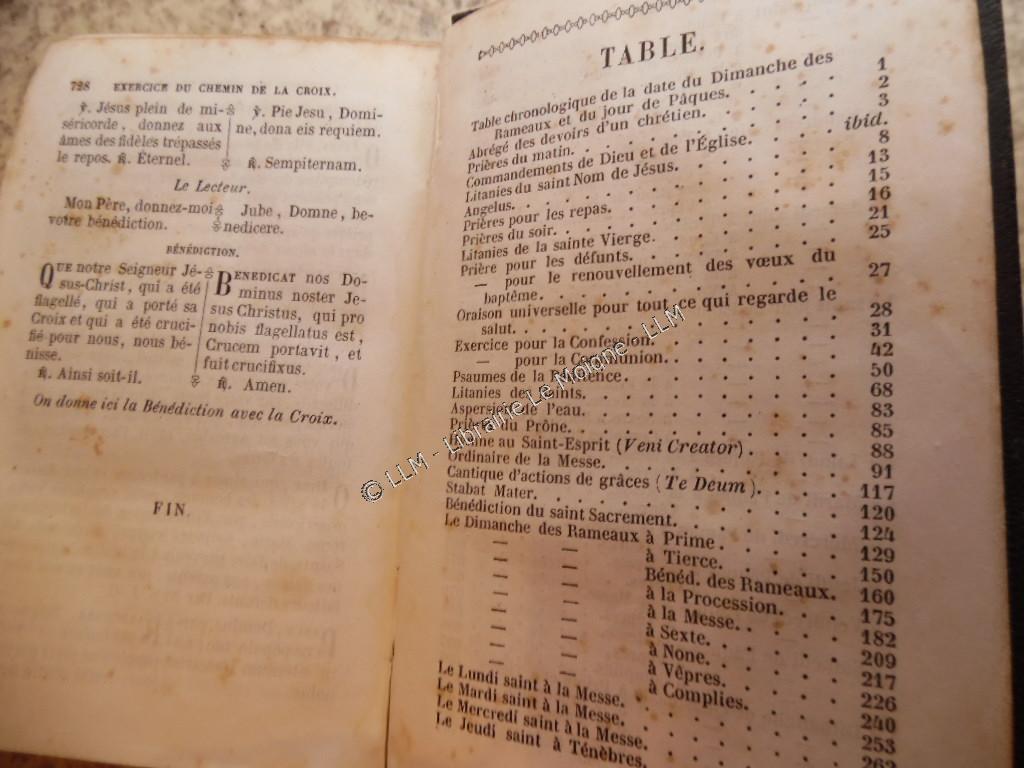 728 EXERCICE DU CHEMIN DE LA CROIX.
℣. Jésus plein de mi-
séricorde, donnez aux
âmes des fidèles trépassés
le repos. ℟. Éternel.
℣. Pie Jesu, Domi-
ne, dona eis requiem.
℟. Sempiternam.
Le Lecteur.
Mon Père, donnez-moi
votre bénédiction.
Jube, Domne, be-
nedicere.
BÉNÉDICTION.
QUE notre Seigneur Jé-
sus-Christ, qui a été
flagellé, qui a porté sa
Croix et qui a été cruci-
fié pour nous, nous bé-
nisse.
℟. Ainsi soit-il.
BENEDICAT nos Do-
minus noster Je-
sus Christus, qui pro
nobis flagellatus est,
Crucem portavit, et
fuit crucifixus.
℟. Amen.
On donne ici la Bénédiction avec la Croix.
FIN.
TABLE.
Table chronologique de la date du Dimanche des
Rameaux et du jour de Pâques. 1
Abrégé des devoirs d'un chrétien. 2
Prières du matin. 3
Commandements de Dieu et de l'Église. ibid.
Litanies du saint Nom de Jésus. 8
Angelus. 13
Prières pour les repas. 15
Prières du soir. 16
Litanies de la sainte Vierge. 21
Prière pour les défunts. 25
— pour le renouvellement des vœux du
baptême. 27
Oraison universelle pour tout ce qui regarde le
salut. 28
Exercice pour la Confession. 31
— pour la Communion. 42
Psaumes de la Pénitence. 50
Litanies des Saints. 68
Aspersion de l'eau. 83
Prières du Prône. 85
Hymne au Saint-Esprit (Veni Creator) 88
Ordinaire de la Messe. 91
Cantique d'actions de grâces (Te Deum). 117
Stabat Mater. 120
Bénédiction du saint Sacrement. 124
Le Dimanche des Rameaux à Prime. 129
— — à Tierce. 150
— — Bénéd. des Rameaux. 160
— — à la Procession. 175
— — à la Messe. 182
— — à Sexte. 209
— — à None. 217
— — à Vêpres. 226
— — à Complies. 240
Le Lundi saint à la Messe. 253
Le Mardi saint à la Messe.
Le Mercredi saint à la Messe.
Le Jeudi saint à Ténèbres.
© LLM - Librairie Le Moigne - LLM